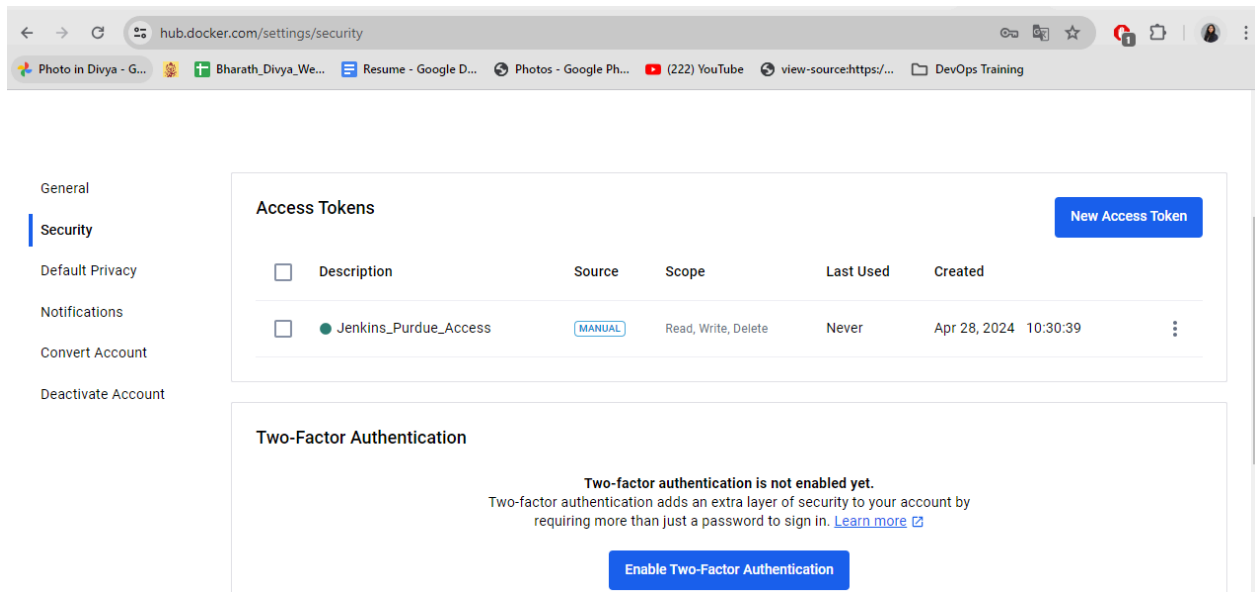 hub.docker.com/settings/security
1
Photo in Divya - G... Bharath_Divya_We... Resume - Google D... Photos - Google Ph... (222) YouTube view-source:https:/... DevOps Training
General
Security
Default Privacy
Notifications
Convert Account
Deactivate Account
Access Tokens
New Access Token
Description Source Scope Last Used Created
Jenkins_Purdue_Access MANUAL Read, Write, Delete Never Apr 28, 2024 10:30:39
Two-Factor Authentication
Two-factor authentication is not enabled yet.
Two-factor authentication adds an extra layer of security to your account by
requiring more than just a password to sign in. Learn more
Enable Two-Factor Authentication